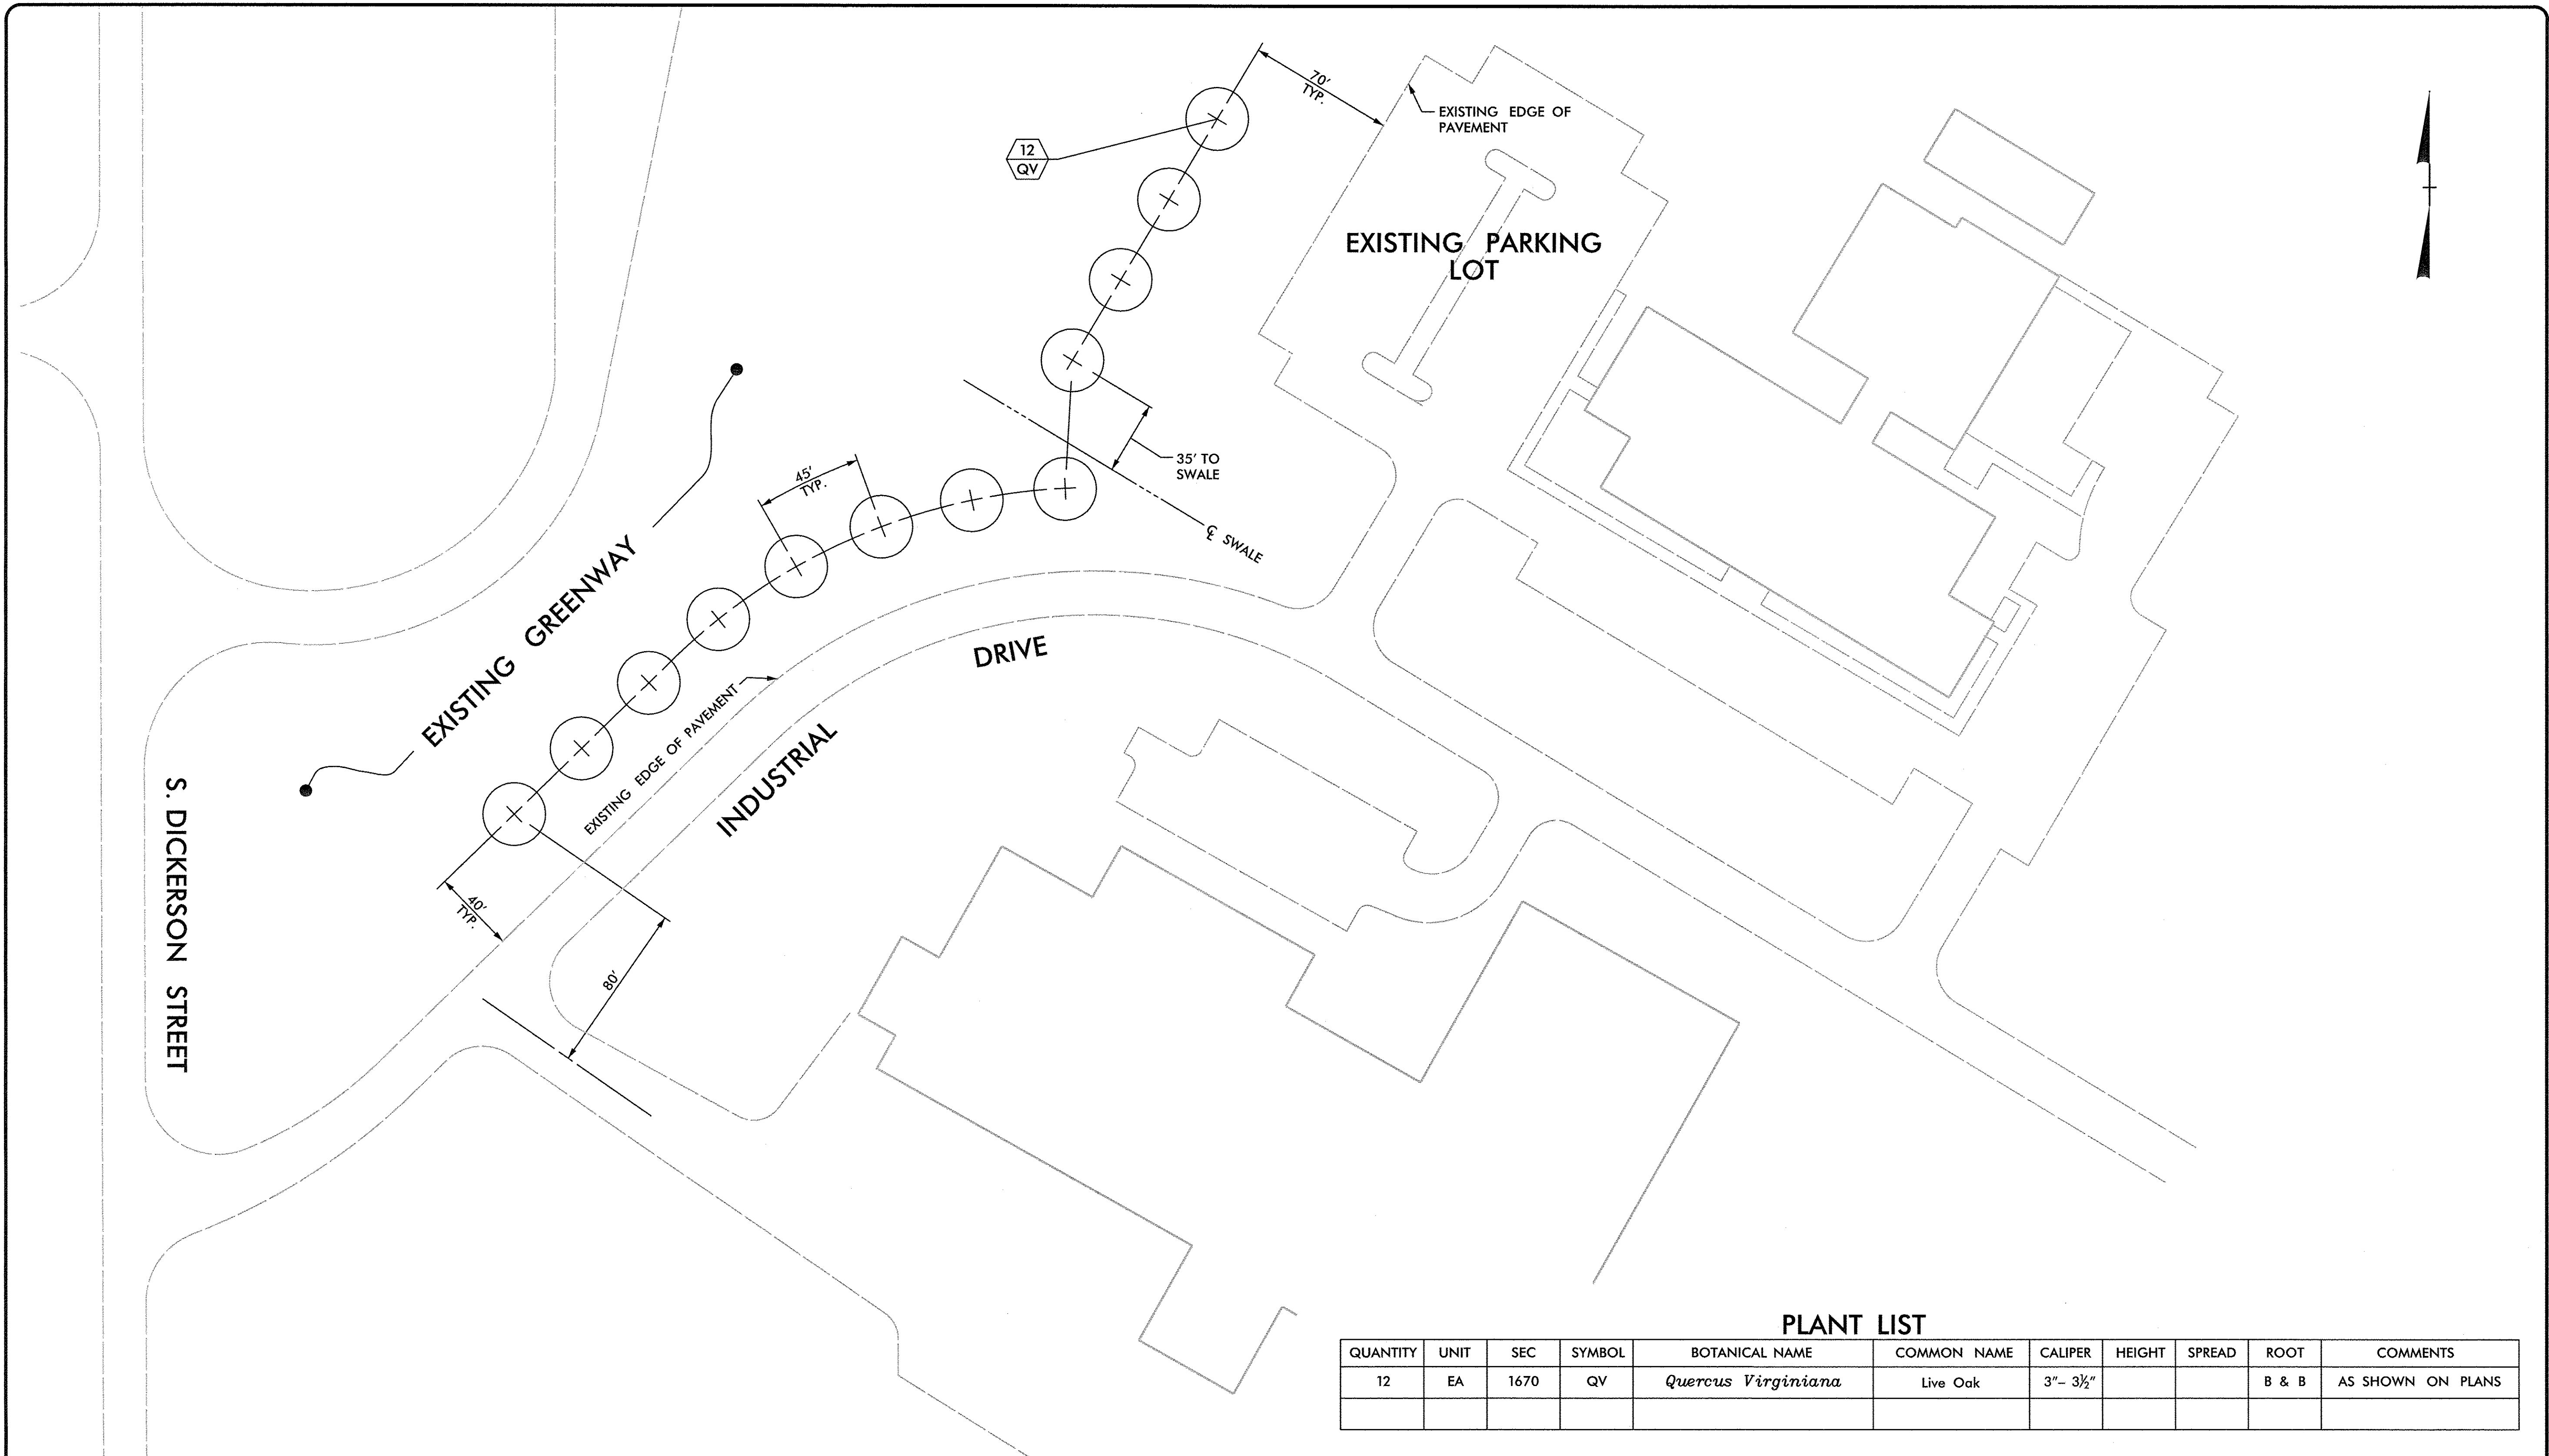 70'
TYP.
EXISTING EDGE OF
PAVEMENT
12
QV
EXISTING PARKING
LOT
45'
TYP.
35' TO
SWALE
℄ SWALE
EXISTING GREENWAY
DRIVE
EXISTING EDGE OF PAVEMENT
INDUSTRIAL
S. DICKERSON STREET
40'
TYP.
80'
PLANT LIST
QUANTITY UNIT SEC SYMBOL BOTANICAL NAME COMMON NAME CALIPER HEIGHT SPREAD ROOT COMMENTS
12 EA 1670 QV Quercus Virginiana Live Oak 3"– 3½" B & B AS SHOWN ON PLANS